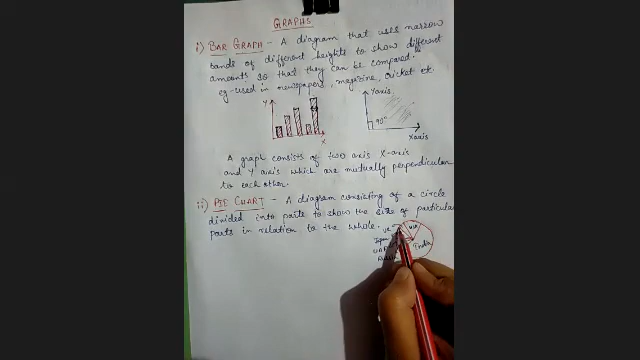 GRAPHS
i) BAR GRAPH - A diagram that uses narrow
bands of different heights to show different
amounts so that they can be compared.
eg used in newspapers, magazine, cricket etc.
Y
X
Y axis
90°
X axis
A graph consists of two axis X-axis
and Y axis which are mutually perpendicular
to each other.
ii) PIE CHART - A diagram consisting of a circle
divided into parts to show the size of particular
parts in relation to the whole.
India